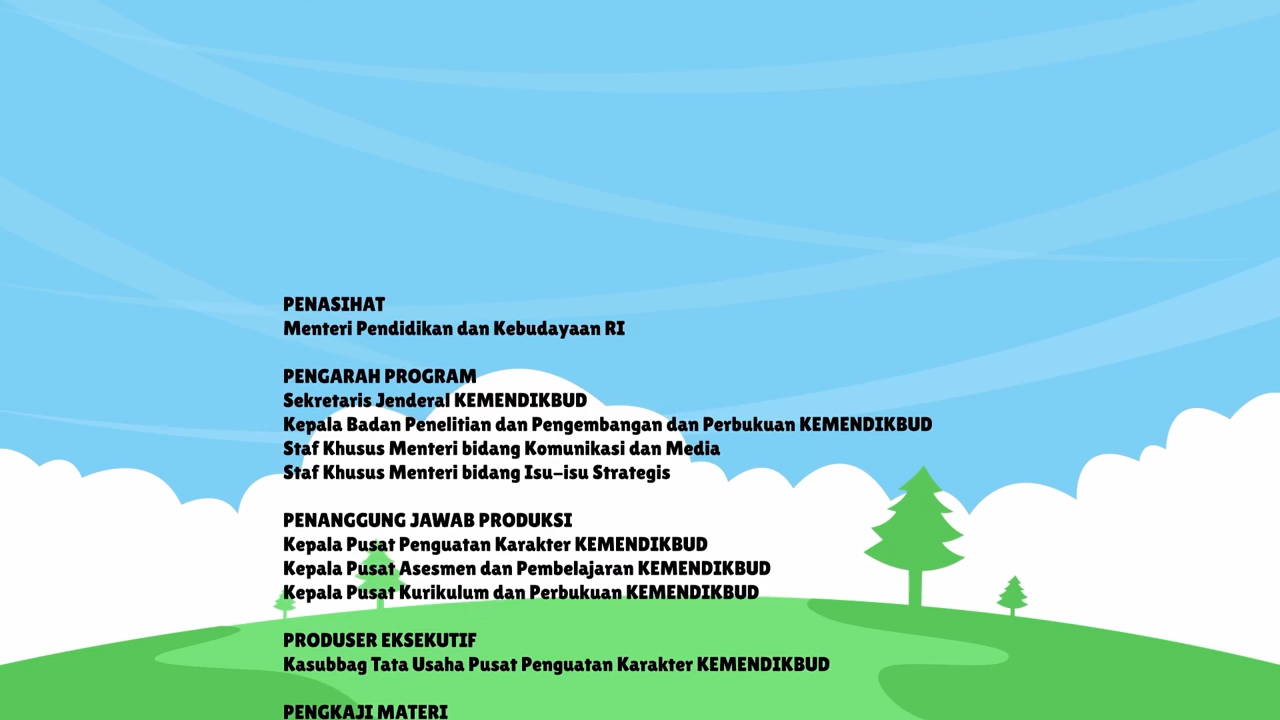 PENASIHAT
Menteri Pendidikan dan Kebudayaan RI
PENGARAH PROGRAM
Sekretaris Jenderal KEMENDIKBUD
Kepala Badan Penelitian dan Pengembangan dan Perbukuan KEMENDIKBUD
Staf Khusus Menteri bidang Komunikasi dan Media
Staf Khusus Menteri bidang Isu-isu Strategis
PENANGGUNG JAWAB PRODUKSI
Kepala Pusat Penguatan Karakter KEMENDIKBUD
Kepala Pusat Asesmen dan Pembelajaran KEMENDIKBUD
Kepala Pusat Kurikulum dan Perbukuan KEMENDIKBUD
PRODUSER EKSEKUTIF
Kasubbag Tata Usaha Pusat Penguatan Karakter KEMENDIKBUD
PENGKAJI MATERI